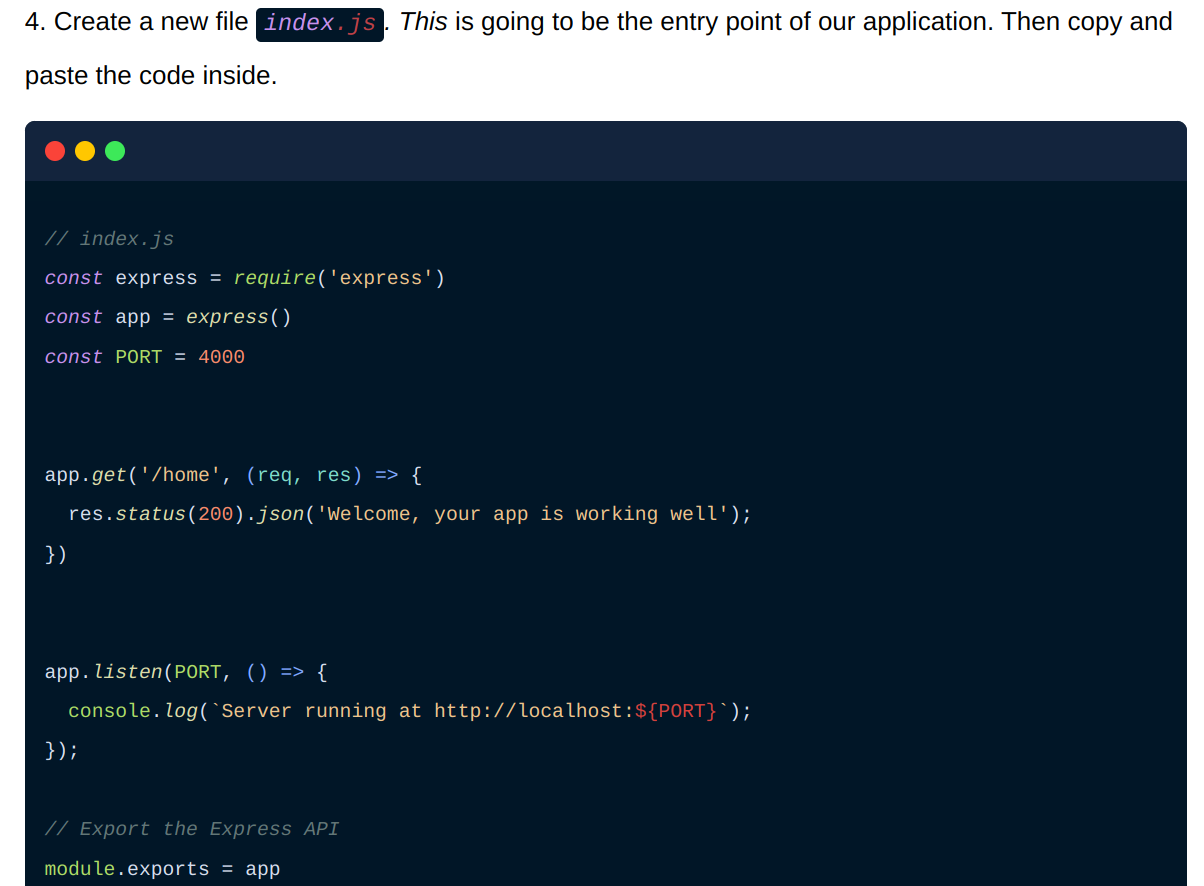 4. Create a new file index.js. This is going to be the entry point of our application. Then copy and
paste the code inside.
// index.js
const express = require('express')
const app = express()
const PORT = 4000
app.get('/home', (req, res) => {
  res.status(200).json('Welcome, your app is working well');
})
app.listen(PORT, () => {
  console.log(`Server running at http://localhost:${PORT}`);
});
// Export the Express API
module.exports = app